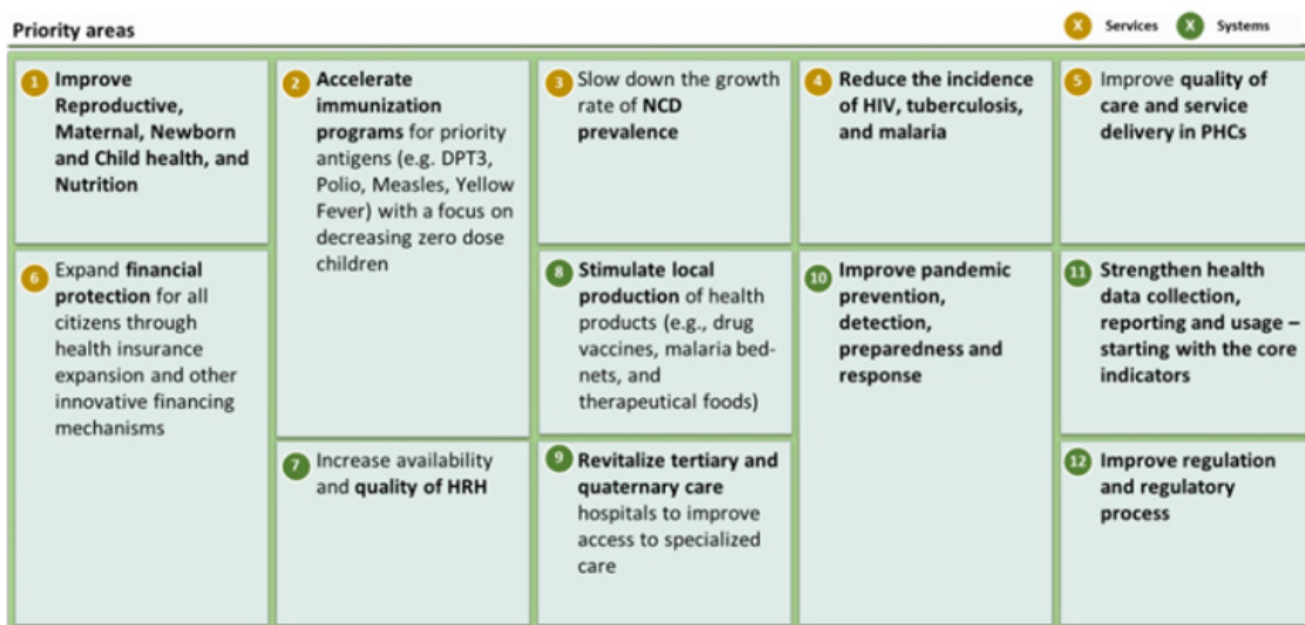 Priority areas
X Services X Systems
1 Improve
Reproductive,
Maternal, Newborn
and Child health, and
Nutrition
2 Accelerate
immunization
programs for priority
antigens (e.g. DPT3,
Polio, Measles, Yellow
Fever) with a focus on
decreasing zero dose
children
3 Slow down the growth
rate of NCD
prevalence
4 Reduce the incidence
of HIV, tuberculosis,
and malaria
5 Improve quality of
care and service
delivery in PHCs
6 Expand financial
protection for all
citizens through
health insurance
expansion and other
innovative financing
mechanisms
7 Increase availability
and quality of HRH
8 Stimulate local
production of health
products (e.g., drug
vaccines, malaria bed-
nets, and
therapeutical foods)
9 Revitalize tertiary and
quaternary care
hospitals to improve
access to specialized
care
10 Improve pandemic
prevention,
detection,
preparedness and
response
11 Strengthen health
data collection,
reporting and usage –
starting with the core
indicators
12 Improve regulation
and regulatory
process